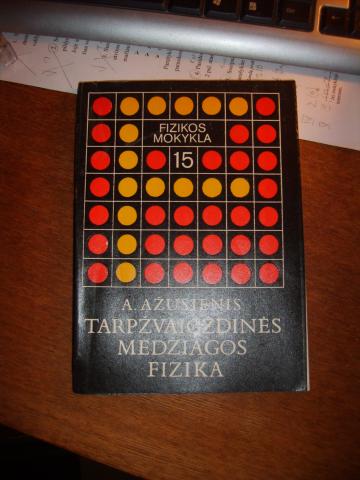 FIZIKOS
MOKYKLA
15
A. AŽUSIENIS
TARPŽVAIGŽDINĖS
MEDŽIAGOS
FIZIKA